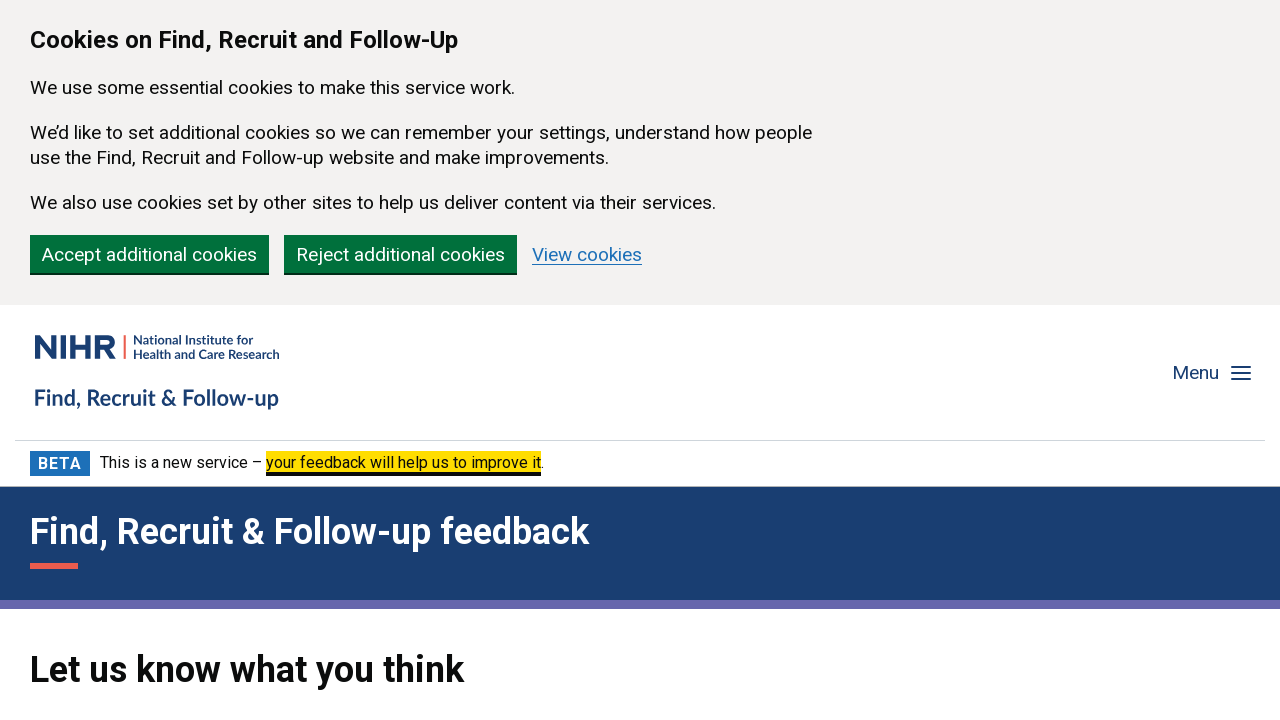 Cookies on Find, Recruit and Follow-Up
We use some essential cookies to make this service work.
We’d like to set additional cookies so we can remember your settings, understand how people
use the Find, Recruit and Follow-up website and make improvements.
We also use cookies set by other sites to help us deliver content via their services.
Accept additional cookies Reject additional cookies View cookies
NIHR National Institute for
Health and Care Research
Find, Recruit & Follow-up
Menu
BETA This is a new service – your feedback will help us to improve it.
Find, Recruit & Follow-up feedback
Let us know what you think